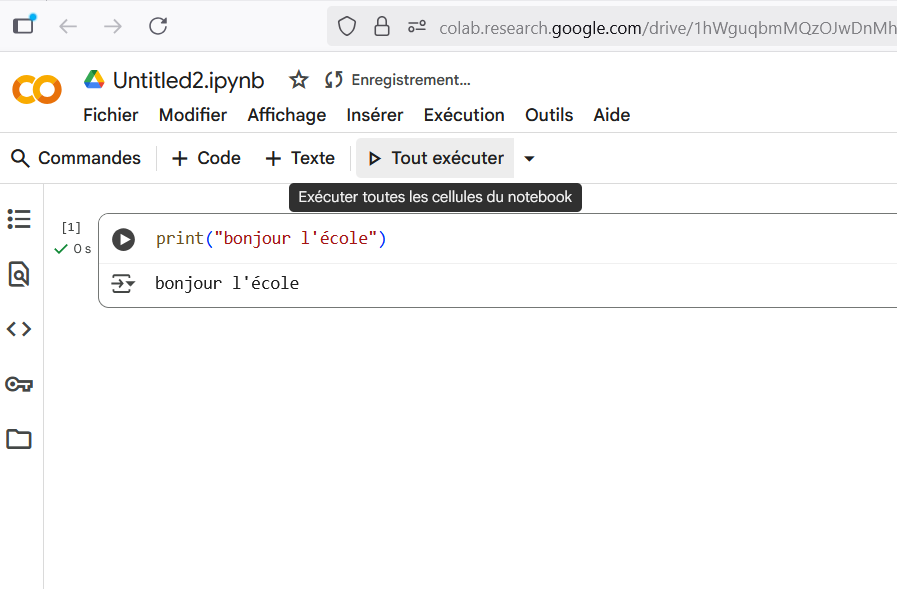 colab.research.google.com/drive/1hWguqbmMQzOJwDnMh
Untitled2.ipynb Enregistrement...
Fichier Modifier Affichage Insérer Exécution Outils Aide
Commandes + Code + Texte Tout exécuter
Exécuter toutes les cellules du notebook
[1]
0 s
print("bonjour l'école")
bonjour l'école